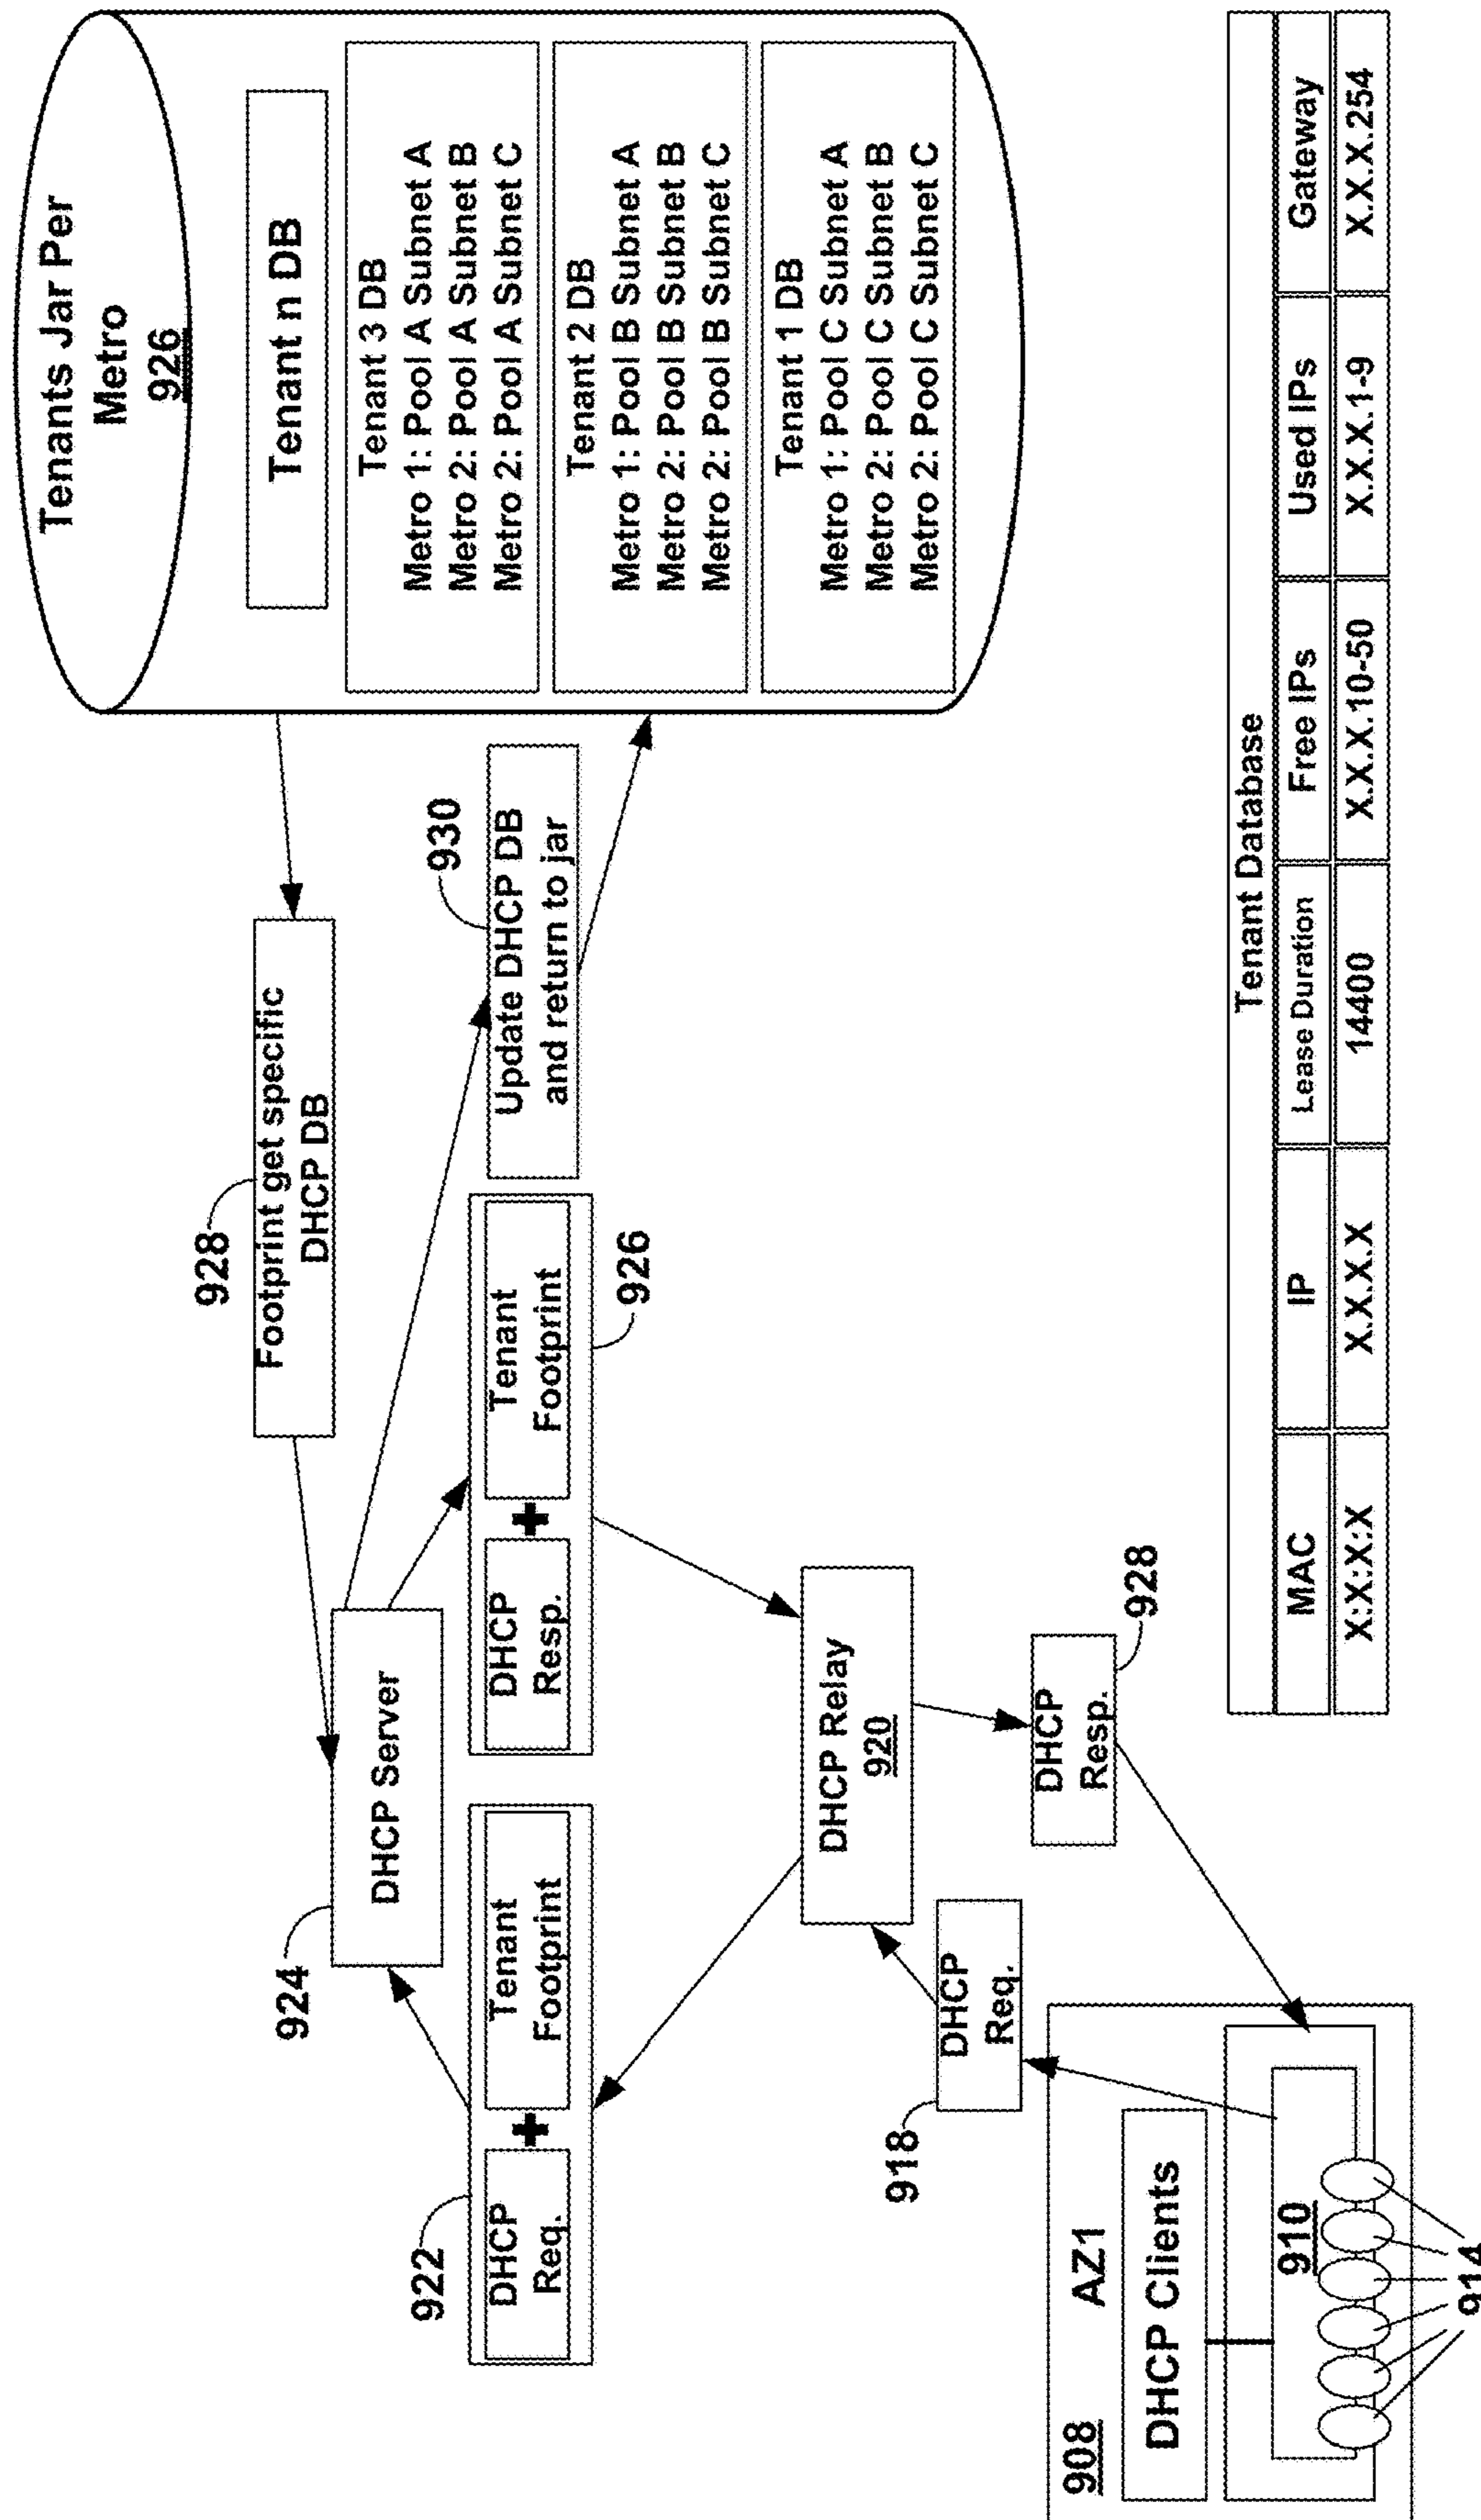 Tenants Jar Per
Metro
926
Tenant n DB
Tenant 3 DB
Metro 1: Pool A Subnet A
Metro 2: Pool A Subnet B
Metro 2: Pool A Subnet C
Tenant 2 DB
Metro 1: Pool B Subnet A
Metro 2: Pool B Subnet B
Metro 2: Pool B Subnet C
Tenant 1 DB
Metro 1: Pool C Subnet A
Metro 2: Pool C Subnet B
Metro 2: Pool C Subnet C
928
Footprint get specific
DHCP DB
930
Update DHCP DB
and return to jar
924
DHCP Server
922
DHCP
Req.
+
Tenant
Footprint
DHCP
Resp.
+
Tenant
Footprint
926
DHCP Relay
920
918
DHCP
Req.
DHCP
Resp.
928
908
AZ1
DHCP Clients
910
914
Tenant Database
MAC
IP
Lease Duration
Free IPs
Used IPs
Gateway
X:X:X:X
X.X.X.X
14400
X.X.X.10-50
X.X.X.1-9
X.X.X.254